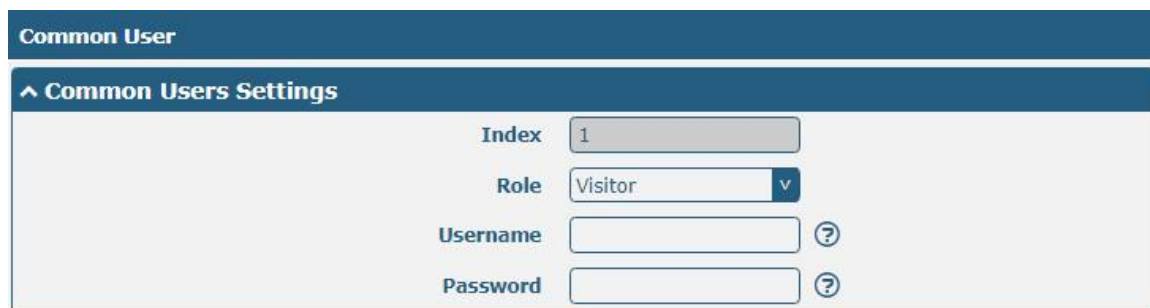 Common User
Common Users Settings
Index 1
Role Visitor
Username
Password